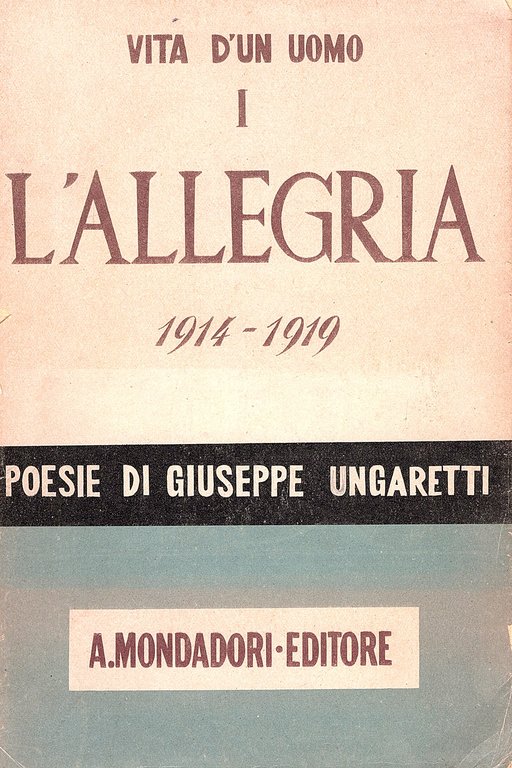 VITA D'UN UOMO
I
L'ALLEGRIA
1914-1919
POESIE DI GIUSEPPE UNGARETTI
A.MONDADORI·EDITORE